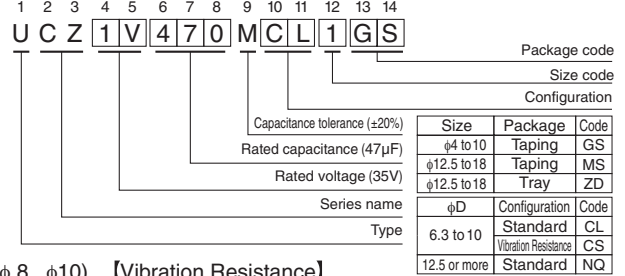 1 2 3 4 5 6 7 8 9 10 11 12 13 14
U C Z 1 V 4 7 0 M C L 1 G S
Package code
Size code
Configuration
Capacitance tolerance (±20%)
Rated capacitance (47μF)
Rated voltage (35V)
Series name
Type
Size Package Code
ϕ4 to 10 Taping GS
ϕ12.5 to 18 Taping MS
ϕ12.5 to 18 Tray ZD
ϕD Configuration Code
6.3 to 10 Standard CL
Vibration Resistance CS
12.5 or more Standard NQ
ϕ 8, ϕ10) 【Vibration Resistance】